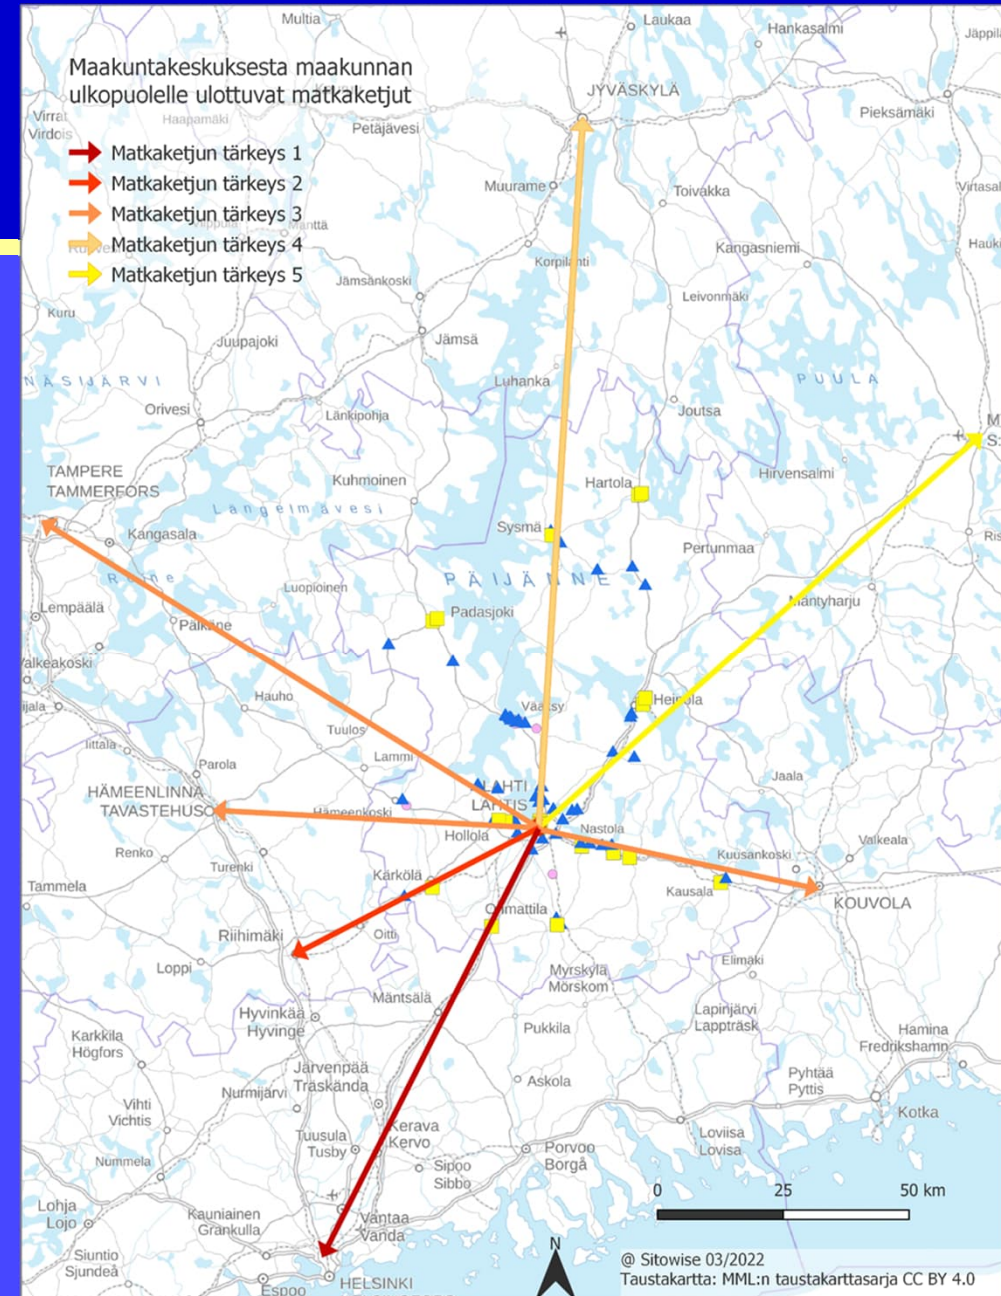 Multia
Laukaa
Hankasalmi
Maakuntakeskuksesta maakunnan
ulkopuolelle ulottuvat matkaketjut
JYVÄSKYLÄ
Virrat
Virdois
Haapamäki
Petäjävesi
Pieksämäki
Matkaketjun tärkeys 1
Matkaketjun tärkeys 2
Matkaketjun tärkeys 3
Matkaketjun tärkeys 4
Matkaketjun tärkeys 5
Muurame
Toivakka
Mänttä
Kangasniemi
Korpilahti
Jämsänkoski
Leivonmäki
Kuru
Juupajoki
Jämsä
NÄSIJÄRVI
Luhanka
PUULA
Orivesi
Länkipohja
Joutsa
TAMPERE
TAMMERFORS
Kuhmoinen
Hartola
Hirvensalmi
Längelmävesi
Kangasala
Sysmä
Pertunmaa
Roine
Luopioinen
PÄIJÄNNE
Mäntyharju
Lempäälä
Pälkäne
Padasjoki
Valkeakoski
Hauho
Vääksy
Heinola
Tuulos
Iittala
Parola
Lammi
Jaala
HÄMEENLINNA
TAVASTEHUS
LAHTI
LAHTIS
Hämeenkoski
Hollola
Nastola
Renko
Turenki
Kuusankoski
Valkeala
Tammela
Kärkölä
Kausala
KOUVOLA
Orimattila
Riihimäki
Oitti
Loppi
Elimäki
Myrskylä
Mörskom
Mäntsälä
Hyvinkää
Hyvinge
Lapinjärvi
Lappträsk
Karkkila
Högfors
Pukkila
Hamina
Fredrikshamn
Järvenpää
Träskända
Askola
Pyhtää
Pyttis
Nurmijärvi
Vihti
Vichtis
Kotka
Tuusula
Tusby
Kerava
Kervo
Loviisa
Lovisa
Nummela
Sipoo
Sibbo
Porvoo
Borgå
0 25 50 km
Lohja
Lojo
Kauniainen
Grankulla
Vantaa
Vanda
Siuntio
Sjundeå
N
@ Sitowise 03/2022
Taustakartta: MML:n taustakarttasarja CC BY 4.0
HELSINKI
Espoo